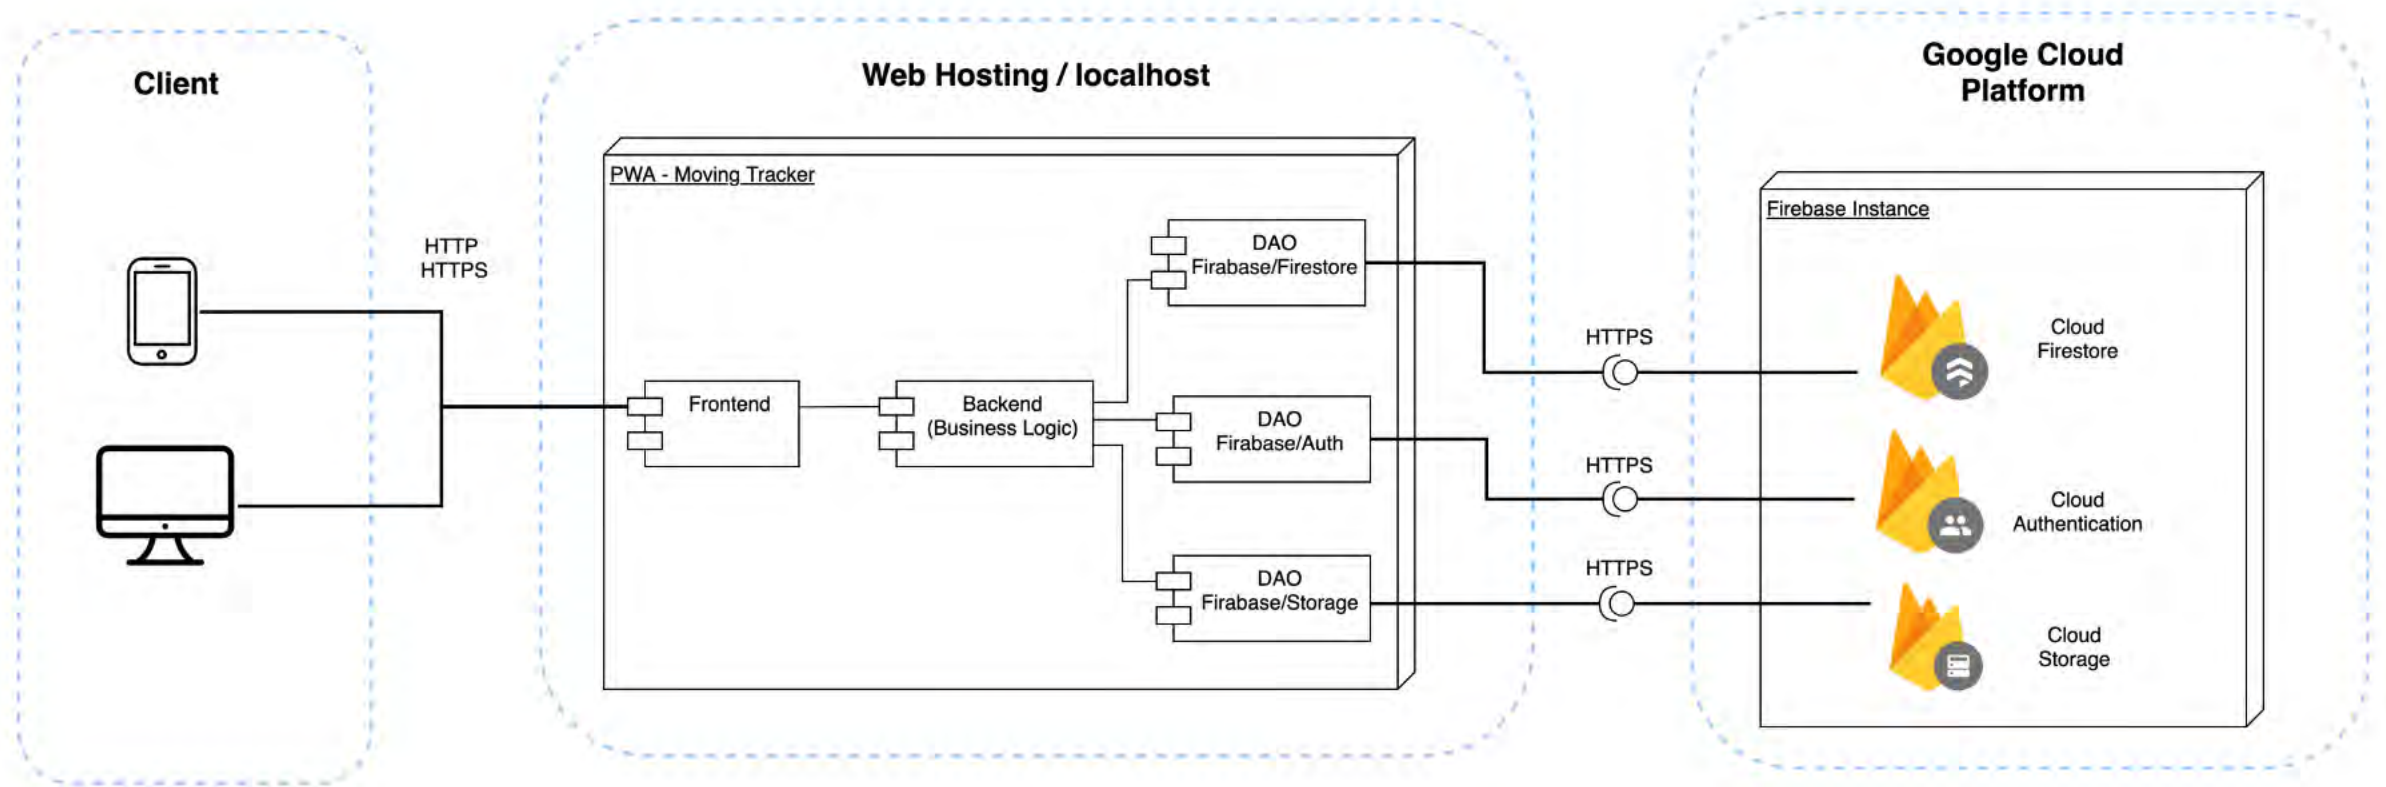 Client
Web Hosting / localhost
Google Cloud
Platform
PWA - Moving Tracker
Firebase Instance
HTTP
HTTPS
DAO
Firabase/Firestore
Frontend
Backend
(Business Logic)
DAO
Firabase/Auth
DAO
Firabase/Storage
HTTPS
HTTPS
HTTPS
Cloud
Firestore
Cloud
Authentication
Cloud
Storage